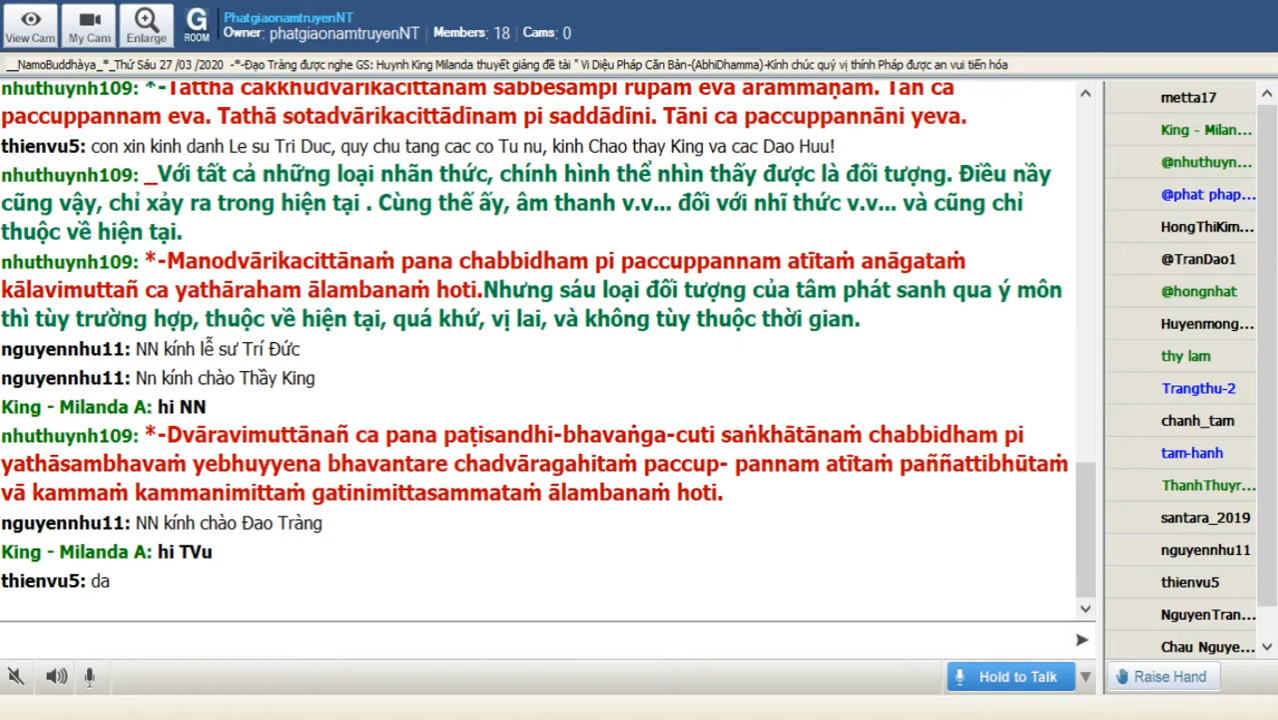 View Cam
My Cam
Enlarge
G
ROOM
PhatgiaonamtruyenNT
Owner: phatgiaonamtruyenNT | Members: 18 | Cams: 0
__NamoBuddhàya_*_Thứ Sáu 27 /03 /2020 -*-Đạo Tràng được nghe GS: Huynh King Milanda thuyết giảng đề tài " Vi Diệu Pháp Căn Bản-(AbhiDhamma)-Kính chúc quý vị thính Pháp được an vui tiến hóa
nhuthuynh109: *-Tattha cakkhudvārikacittānaṁ sabbesampi rūpam eva ārammaṇaṁ. Tañ ca
paccuppannam eva. Tathā sotadvārikacittādīnam pi saddādīni. Tāni ca paccuppannāni yeva.
thienvu5: con xin kinh danh Le su Tri Duc, quy chu tang cac co Tu nu, kinh Chao thay King va cac Dao Huu!
nhuthuynh109: _Với tất cả những loại nhãn thức, chính hình thể nhìn thấy được là đối tượng. Điều nầy
cũng vậy, chỉ xảy ra trong hiện tại . Cùng thế ấy, âm thanh v.v... đối với nhĩ thức v.v... và cũng chỉ
thuộc về hiện tại.
nhuthuynh109: *-Manodvārikacittānaṁ pana chabbidham pi paccuppannam atītaṁ anāgataṁ
kālavimuttañ ca yathārahaṁ ālambanaṁ hoti.Nhưng sáu loại đối tượng của tâm phát sanh qua ý môn
thì tùy trường hợp, thuộc về hiện tại, quá khứ, vị lai, và không tùy thuộc thời gian.
nguyennhu11: NN kính lễ sư Trí Đức
nguyennhu11: Nn kính chào Thầy King
King - Milanda A: hi NN
nhuthuynh109: *-Dvāravimuttānañ ca pana paṭisandhi-bhavaṅga-cuti saṅkhātānaṁ chabbidham pi
yathāsambhavaṁ yebhuyyena bhavantare chadvāragahitaṁ paccup- pannam atītaṁ paññattibhūtaṁ
vā kammaṁ kammanimittaṁ gatinimittasammataṁ ālambanaṁ hoti.
nguyennhu11: NN kính chào Đao Tràng
King - Milanda A: hi TVu
thienvu5: da
Hold to Talk
metta17
King - Milan...
@nhuthuyn...
@phat phap...
HongThiKim...
@TranDao1
@hongnhat
Huyenmong...
thy lam
Trangthu-2
chanh_tam
tam-hanh
ThanhThuyr...
santara_2019
nguyennhu11
thienvu5
NguyenTran...
Chau Nguye...
Raise Hand